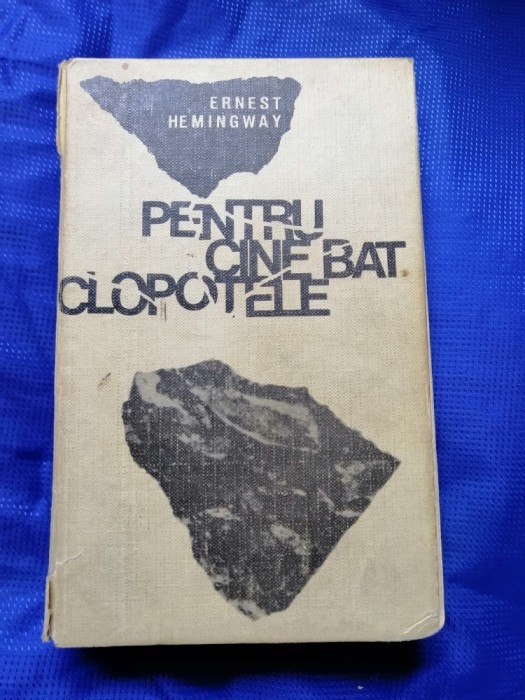 ERNEST
HEMINGWAY
PENTRU
CINE BAT
CLOPOTELE